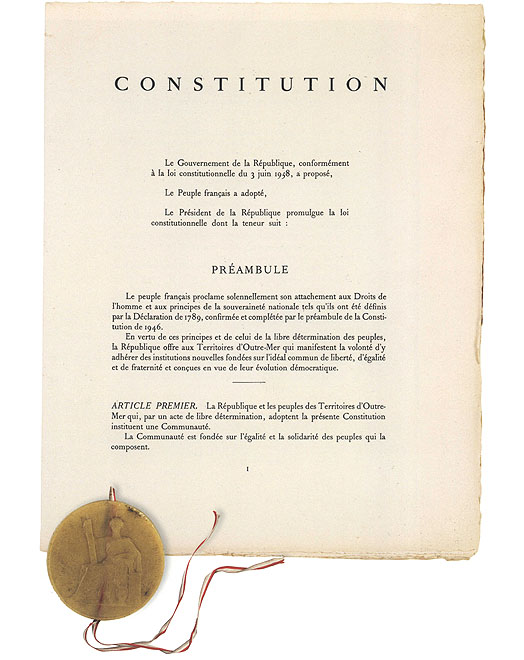 CONSTITUTION
Le Gouvernement de la République, conformément
à la loi constitutionnelle du 3 juin 1958, a proposé,
Le Peuple français a adopté,
Le Président de la République promulgue la loi
constitutionnelle dont la teneur suit :
PRÉAMBULE
Le peuple français proclame solennellement son attachement aux Droits de
l'homme et aux principes de la souveraineté nationale tels qu'ils ont été définis
par la Déclaration de 1789, confirmée et complétée par le préambule de la Consti-
tution de 1946.
En vertu de ces principes et de celui de la libre détermination des peuples,
la République offre aux Territoires d'Outre-Mer qui manifestent la volonté d'y
adhérer des institutions nouvelles fondées sur l'idéal commun de liberté, d'égalité
et de fraternité et conçues en vue de leur évolution démocratique.
ARTICLE PREMIER. La République et les peuples des Territoires d'Outre-
Mer qui, par un acte de libre détermination, adoptent la présente Constitution
instituent une Communauté.
La Communauté est fondée sur l'égalité et la solidarité des peuples qui la
composent.
1